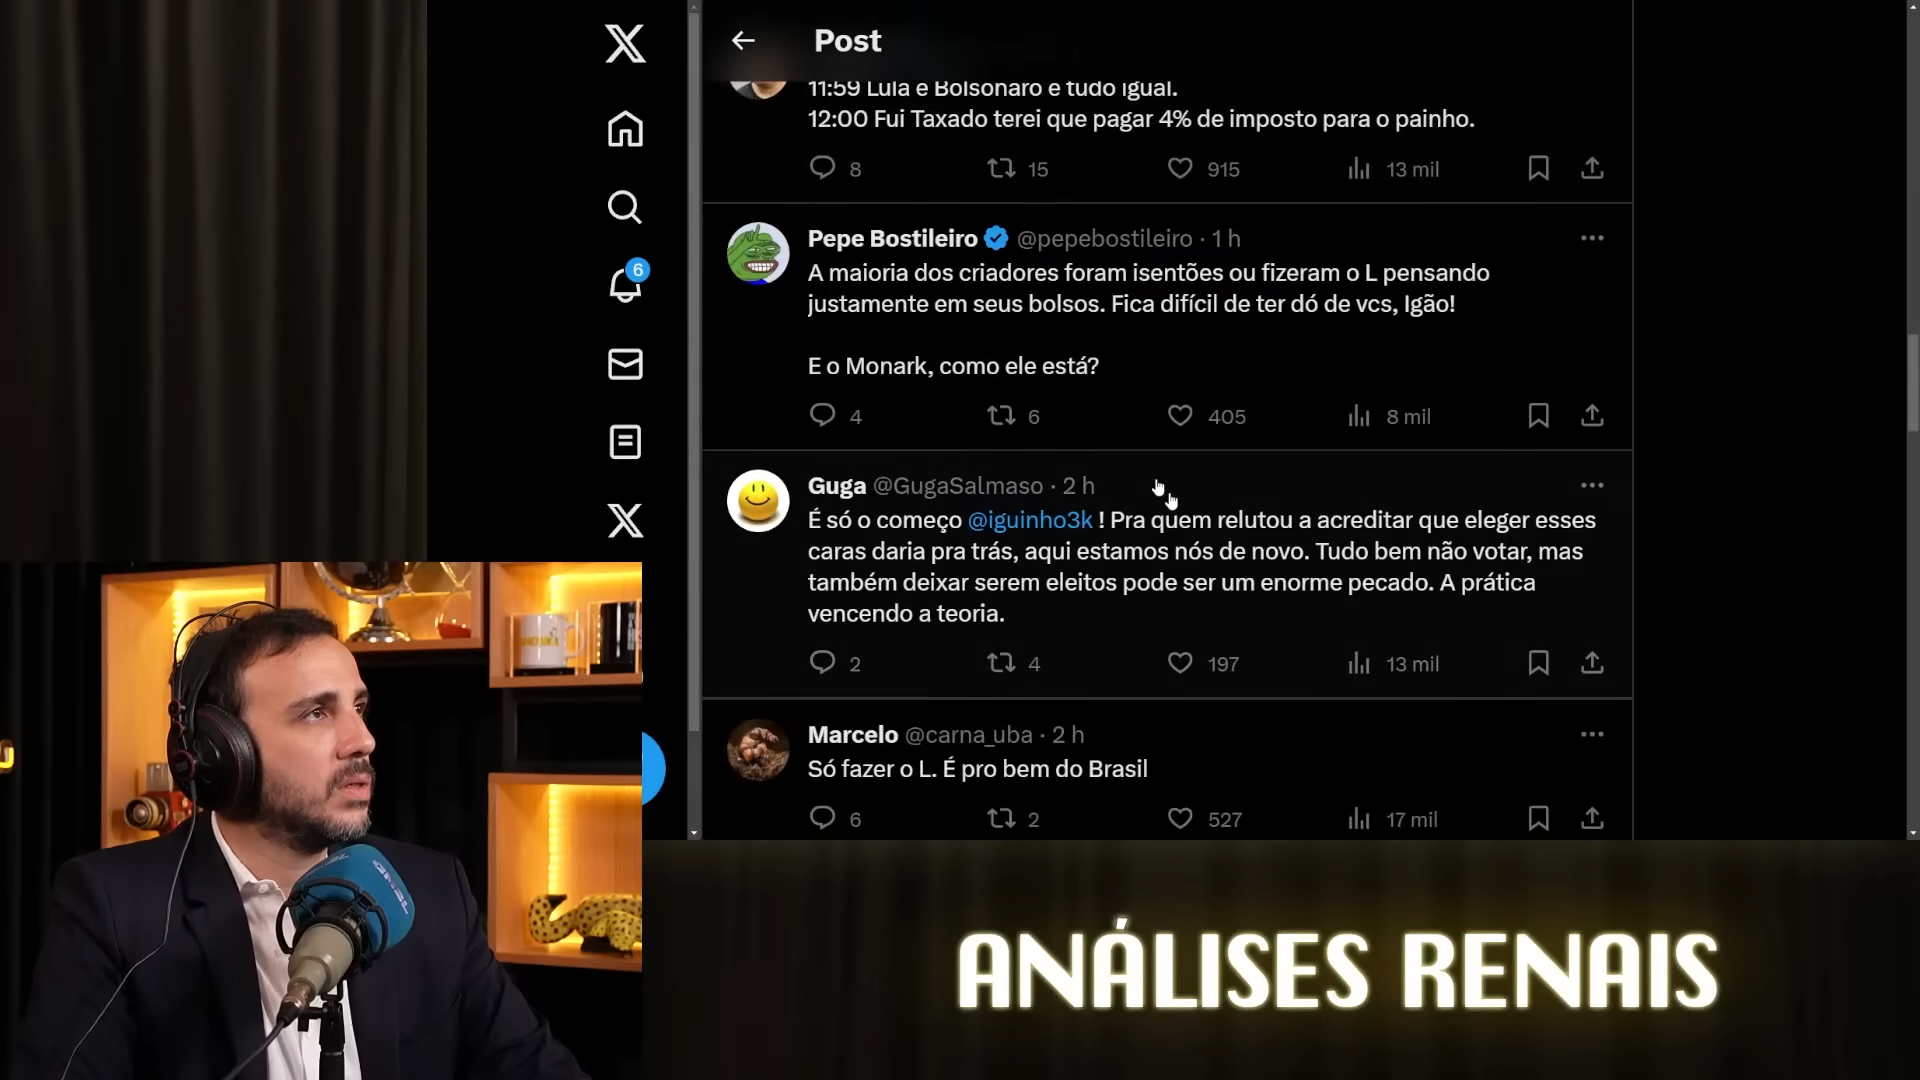 Post
11:59 Lula e Bolsonaro é tudo igual.
12:00 Fui Taxado terei que pagar 4% de imposto para o painho.
8 15 915 13 mil
6
Pepe Bostileiro @pepebostileiro · 1 h
A maioria dos criadores foram isentões ou fizeram o L pensando
justamente em seus bolsos. Fica difícil de ter dó de vcs, Igão!
E o Monark, como ele está?
4 6 405 8 mil
Guga @GugaSalmaso · 2 h
É só o começo @iguinho3k ! Pra quem relutou a acreditar que eleger esses
caras daria pra trás, aqui estamos nós de novo. Tudo bem não votar, mas
também deixar serem eleitos pode ser um enorme pecado. A prática
vencendo a teoria.
2 4 197 13 mil
Marcelo @carna_uba · 2 h
Só fazer o L. É pro bem do Brasil
6 2 527 17 mil
ANÁLISES RENAIS